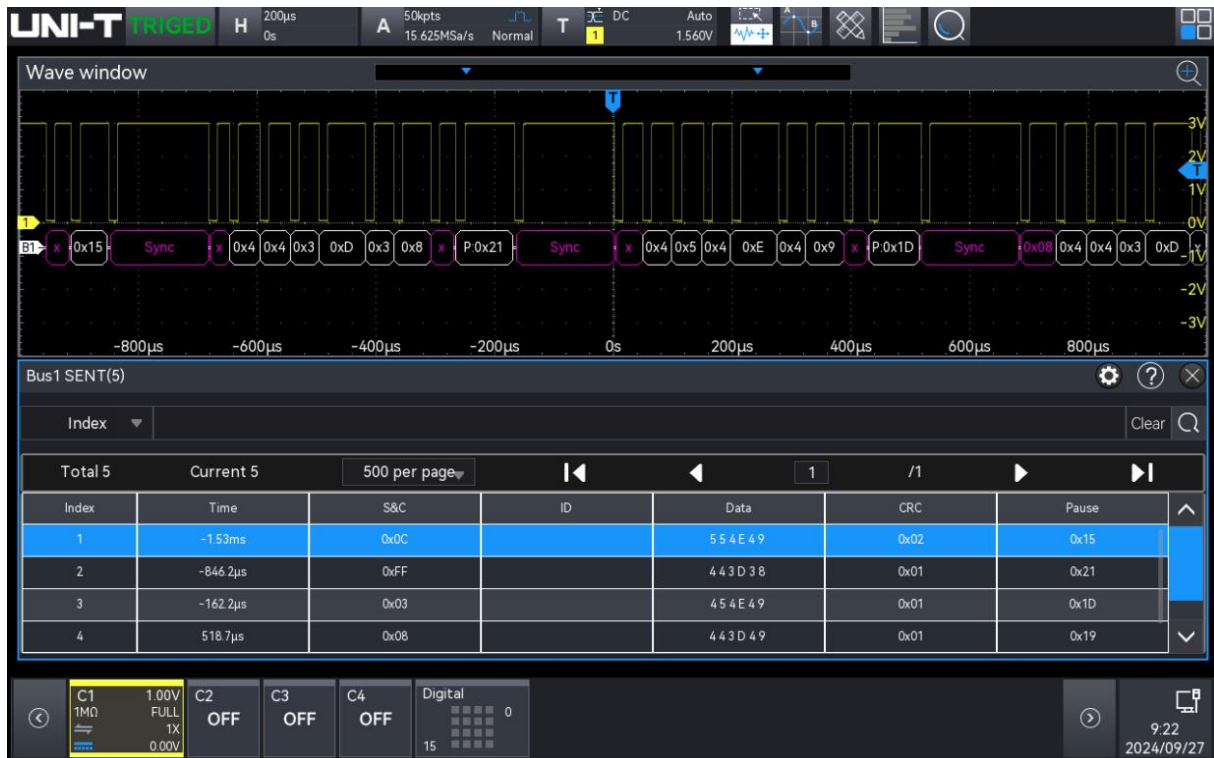 UNI-T TRIGED H 200μs 0s A 50kpts 15.625MSa/s Normal T 1 DC Auto 1.560V A B
Wave window
T
3V
2V
T
1V
1
0V
B1 x 0x15 Sync x 0x4 0x4 0x3 0xD 0x3 0x8 x P:0x21 Sync x 0x4 0x5 0x4 0xE 0x4 0x9 x P:0x1D Sync 0x08 0x4 0x4 0x3 0xD
-1V
-2V
-3V
-800μs -600μs -400μs -200μs 0s 200μs 400μs 600μs 800μs
Bus1 SENT(5) ?
Index Clear
Total 5 Current 5 500 per page 1 /1
Index Time S&C ID Data CRC Pause
1 -1.53ms 0x0C 5 5 4 E 4 9 0x02 0x15
2 -846.2μs 0xFF 4 4 3 D 3 8 0x01 0x21
3 -162.2μs 0x03 4 5 4 E 4 9 0x01 0x1D
4 518.7μs 0x08 4 4 3 D 4 9 0x01 0x19
C1 1.00V C2 C3 C4 Digital
1MΩ FULL OFF OFF OFF 0
1X
0.00V 15
9:22
2024/09/27